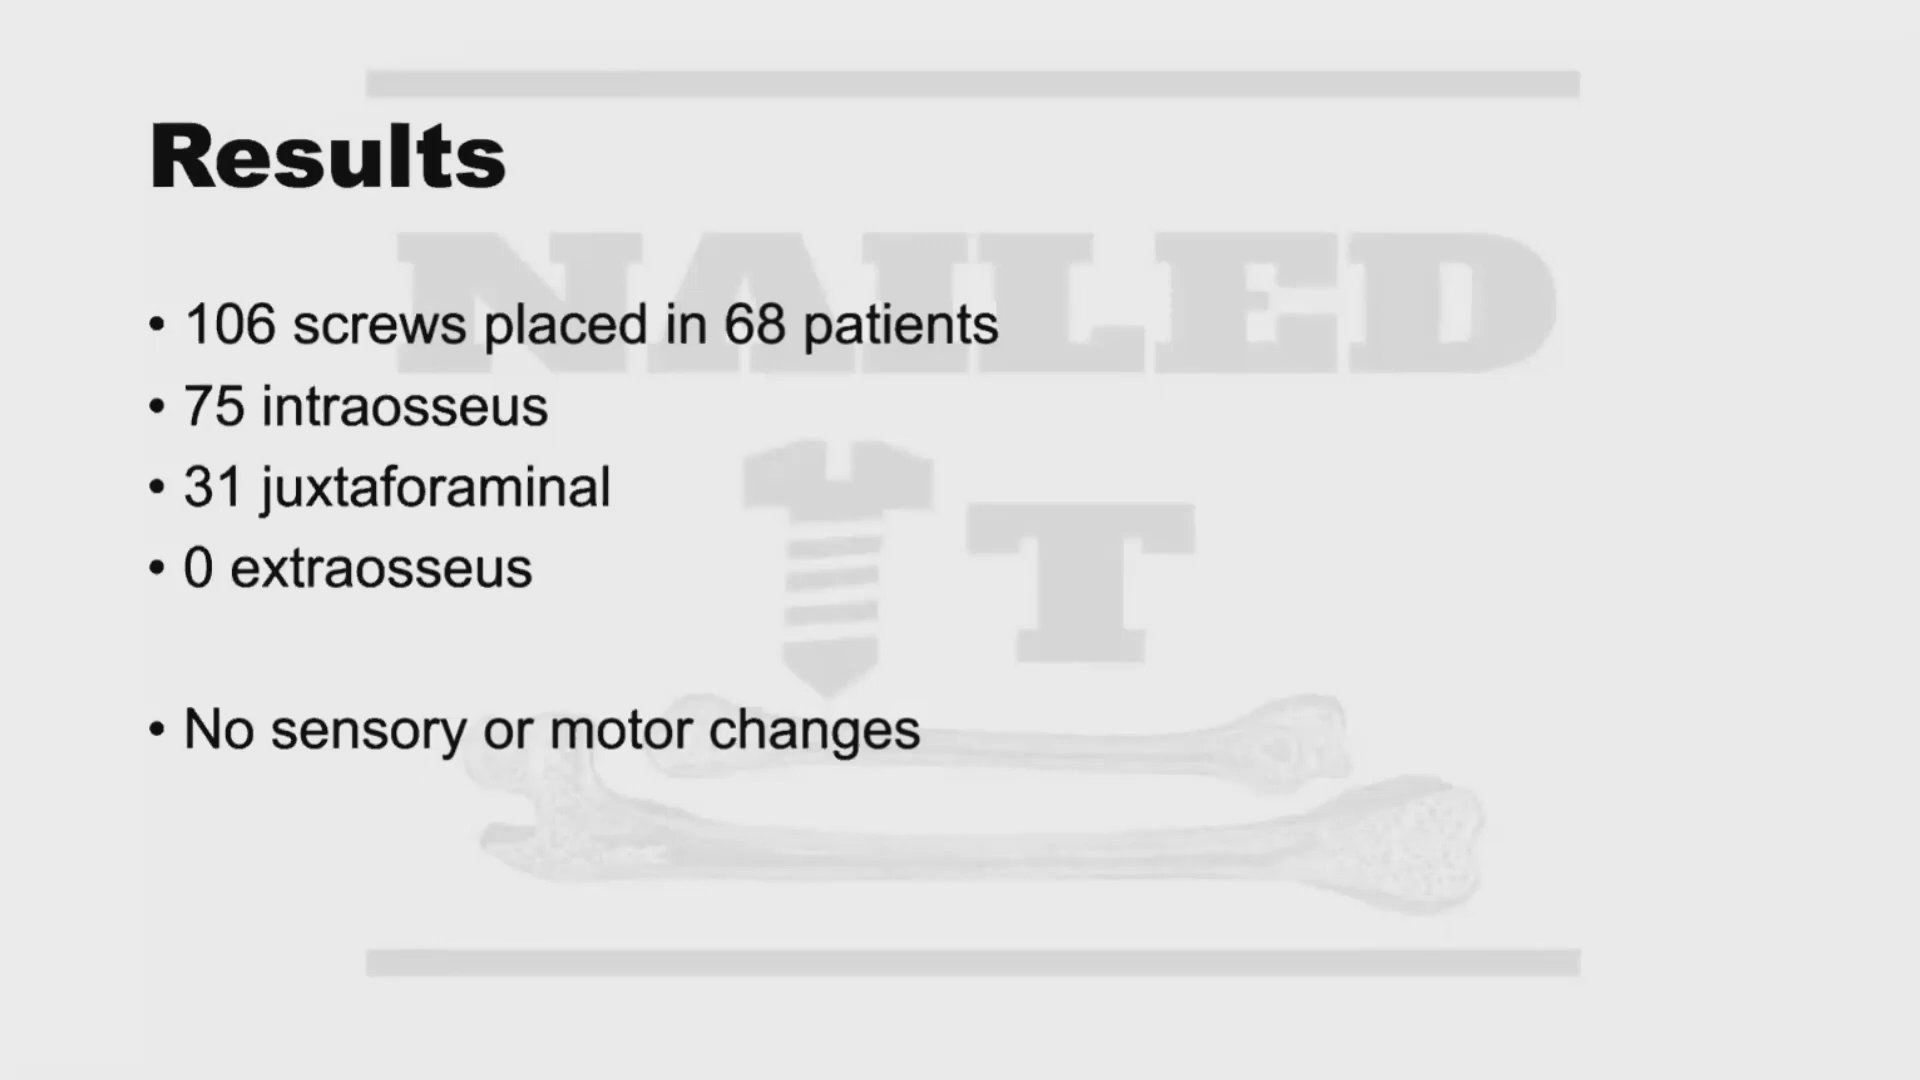 Results
NAILED
• 106 screws placed in 68 patients
• 75 intraosseus
• 31 juxtaforaminal
T
• 0 extraosseus
• No sensory or motor changes